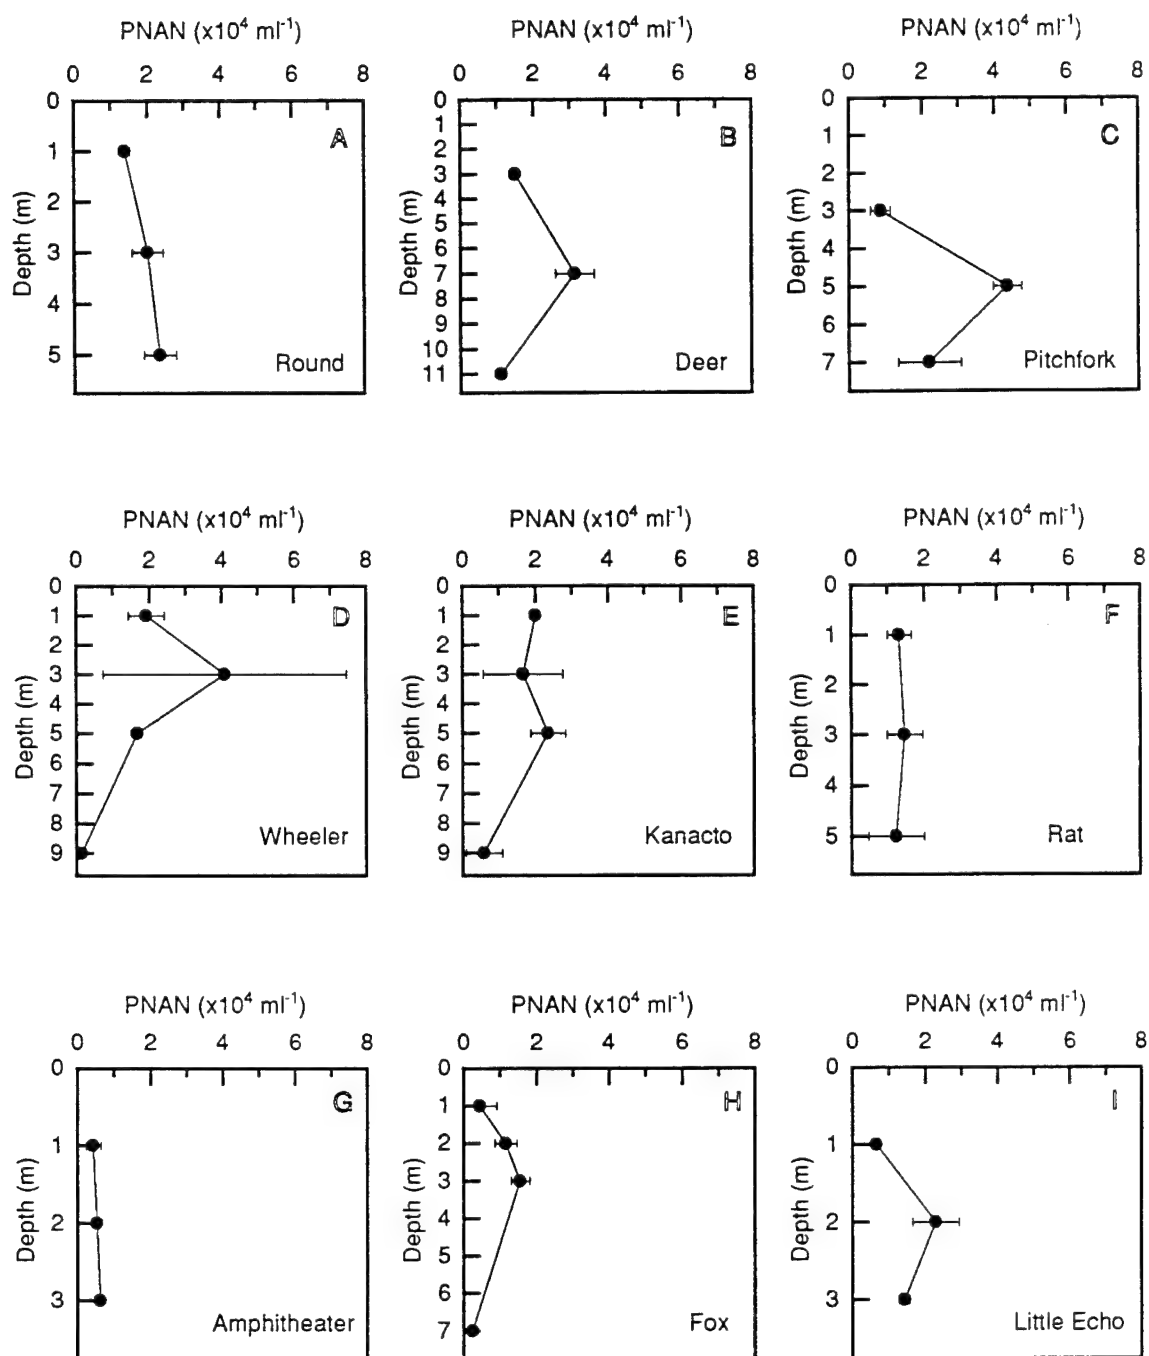 PNAN (x10⁴ ml⁻¹)
0 2 4 6 8
0
1
2
3
4
5
Depth (m)
A
Round
PNAN (x10⁴ ml⁻¹)
0 2 4 6 8
0
1
2
3
4
5
6
7
8
9
10
11
Depth (m)
B
Deer
PNAN (x10⁴ ml⁻¹)
0 2 4 6 8
0
1
2
3
4
5
6
7
Depth (m)
C
Pitchfork
PNAN (x10⁴ ml⁻¹)
0 2 4 6 8
0
1
2
3
4
5
6
7
8
9
Depth (m)
D
Wheeler
PNAN (x10⁴ ml⁻¹)
0 2 4 6 8
0
1
2
3
4
5
6
7
8
9
Depth (m)
E
Kanacto
PNAN (x10⁴ ml⁻¹)
0 2 4 6 8
0
1
2
3
4
5
Depth (m)
F
Rat
PNAN (x10⁴ ml⁻¹)
0 2 4 6 8
0
1
2
3
Depth (m)
G
Amphitheater
PNAN (x10⁴ ml⁻¹)
0 2 4 6 8
0
1
2
3
4
5
6
7
Depth (m)
H
Fox
PNAN (x10⁴ ml⁻¹)
0 2 4 6 8
0
1
2
3
Depth (m)
I
Little Echo